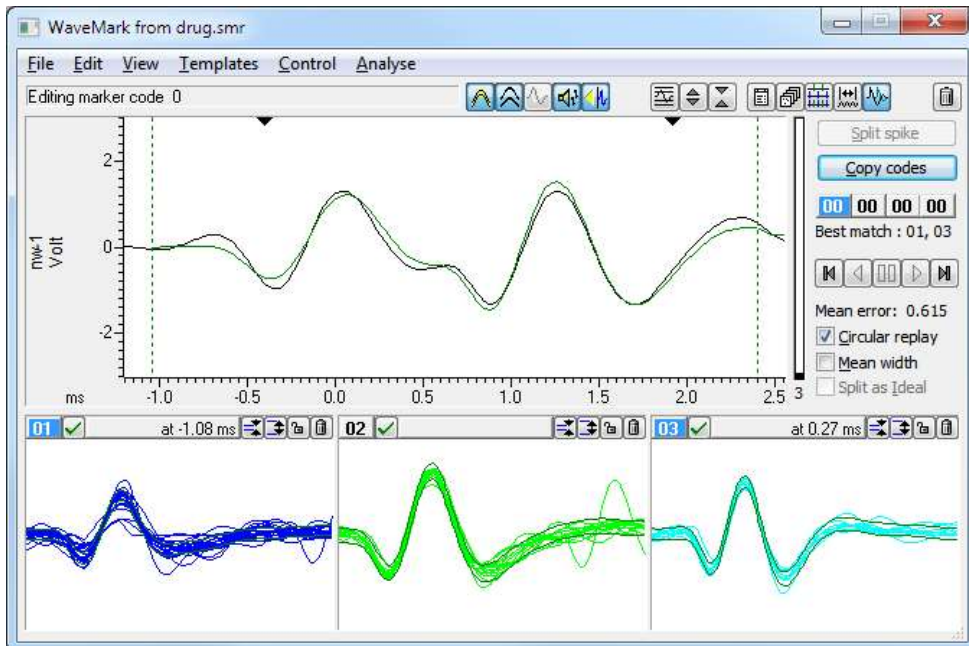 WaveMark from drug.smr
File Edit View Templates Control Analyse
Editing marker code 0
Split spike
Copy codes
00 00 00 00
Best match : 01, 03
Mean error: 0.615
Circular replay
Mean width
Split as Ideal
nw-1
Volt
2
0
-2
ms -1.0 -0.5 0.0 0.5 1.0 1.5 2.0 2.5 3
01 at -1.08 ms 02 03 at 0.27 ms